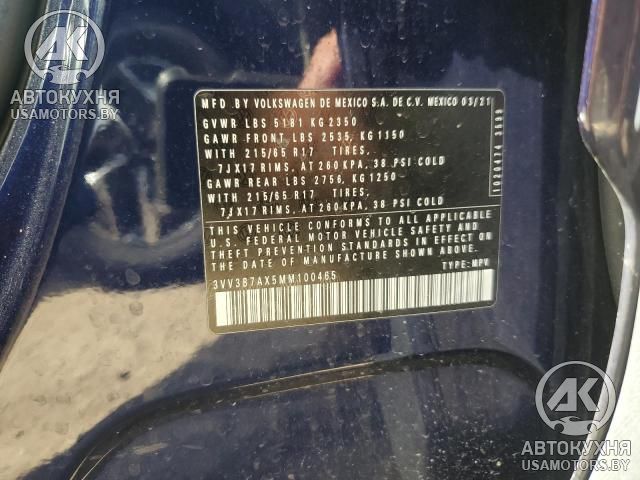 AK
АВТОКУХНЯ
USAMOTORS.BY
MFD. BY VOLKSWAGEN DE MEXICO S.A. DE C.V. MEXICO 03/21
GVWR LBS 5181 KG 2350
GAWR FRONT LBS 2535, KG 1150
WITH 215/65 R17 TIRES,
7JX17 RIMS, AT 260 KPA, 38 PSI COLD
GAWR REAR LBS 2756, KG 1250
WITH 215/65 R17 TIRES,
7JX17 RIMS, AT 260 KPA, 38 PSI COLD
THIS VEHICLE CONFORMS TO ALL APPLICABLE
U.S. FEDERAL MOTOR VEHICLE SAFETY AND
THEFT PREVENTION STANDARDS IN EFFECT ON
THE DATE OF MANUFACTURE SHOWN ABOVE.
3VV3B7AX5MM100465
TYPE: MPV
AK
АВТОКУХНЯ
USAMOTORS.BY